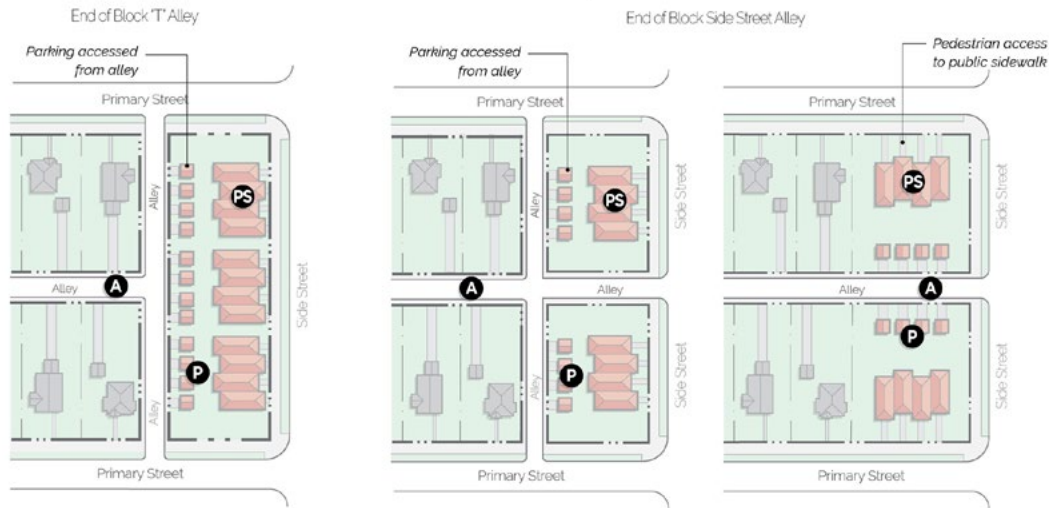 End of Block "T" Alley
End of Block Side Street Alley
Parking accessed
from alley
Primary Street
Alley
PS
Alley
A
Side Street
P
Alley
Primary Street
Parking accessed
from alley
Primary Street
Alley
PS
Side Street
A
Alley
P
Alley
Side Street
Primary Street
Pedestrian access
to public sidewalk
Primary Street
PS
Side Street
Alley
A
P
Side Street
Primary Street